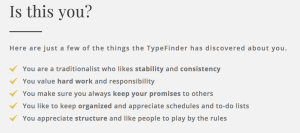 Is this you?
Here are just a few of the things the TypeFinder has discovered about you.
You are a traditionalist who likes stability and consistency
You value hard work and responsibility
You make sure you always keep your promises to others
You like to keep organized and appreciate schedules and to-do lists
You appreciate structure and like people to play by the rules